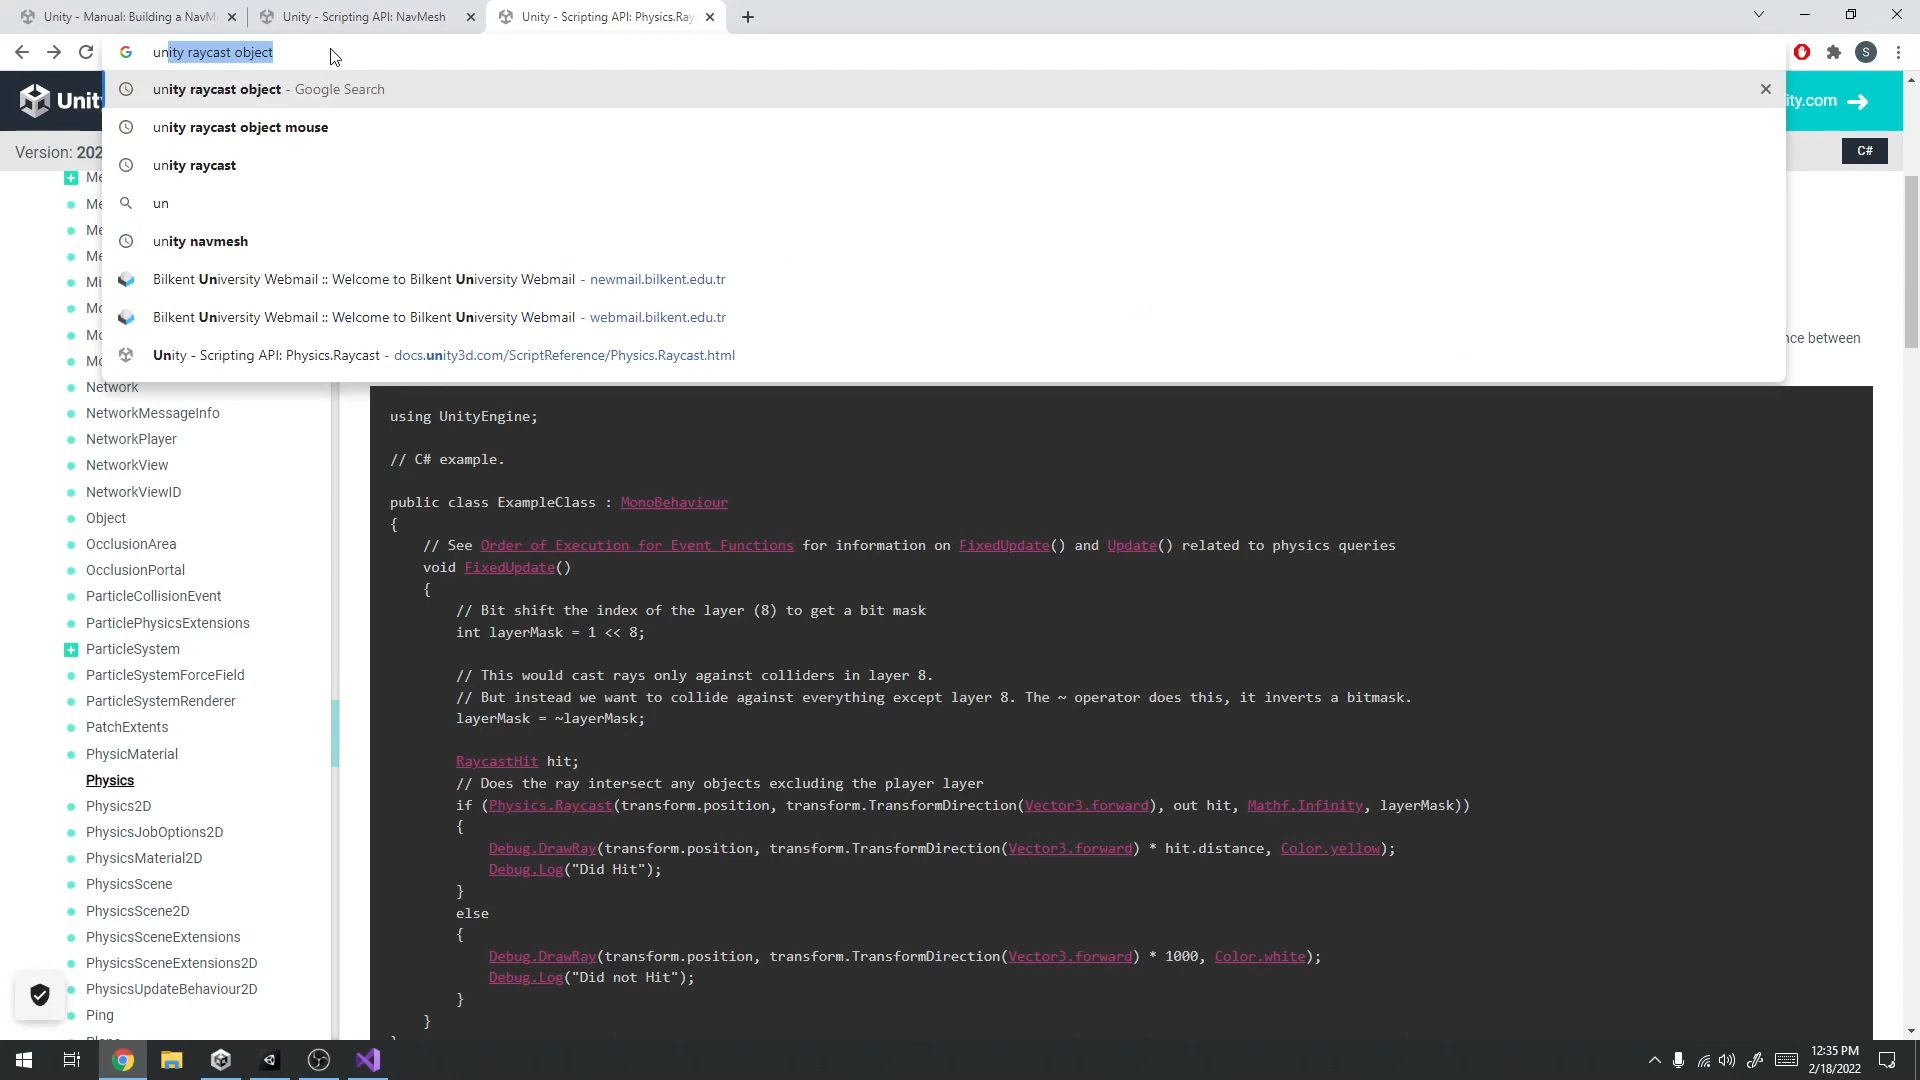 Unity - Manual: Building a NavM
Unity - Scripting API: NavMesh
Unity - Scripting API: Physics.Ray
unity raycast object
S
unity raycast object - Google Search
unity raycast object mouse
unity raycast
un
unity navmesh
Bilkent University Webmail :: Welcome to Bilkent University Webmail - newmail.bilkent.edu.tr
Bilkent University Webmail :: Welcome to Bilkent University Webmail - webmail.bilkent.edu.tr
Unity - Scripting API: Physics.Raycast - docs.unity3d.com/ScriptReference/Physics.Raycast.html
Unit
ity.com
Version: 202
C#
Me
Me
Me
Me
Mi
Mo
Mo
Mo
nce between
Network
NetworkMessageInfo
NetworkPlayer
NetworkView
NetworkViewID
Object
OcclusionArea
OcclusionPortal
ParticleCollisionEvent
ParticlePhysicsExtensions
ParticleSystem
ParticleSystemForceField
ParticleSystemRenderer
PatchExtents
PhysicMaterial
Physics
Physics2D
PhysicsJobOptions2D
PhysicsMaterial2D
PhysicsScene
PhysicsScene2D
PhysicsSceneExtensions
PhysicsSceneExtensions2D
PhysicsUpdateBehaviour2D
Ping
using UnityEngine;
// C# example.
public class ExampleClass : MonoBehaviour
{
// See Order of Execution for Event Functions for information on FixedUpdate() and Update() related to physics queries
void FixedUpdate()
{
// Bit shift the index of the layer (8) to get a bit mask
int layerMask = 1 << 8;
// This would cast rays only against colliders in layer 8.
// But instead we want to collide against everything except layer 8. The ~ operator does this, it inverts a bitmask.
layerMask = ~layerMask;
RaycastHit hit;
// Does the ray intersect any objects excluding the player layer
if (Physics.Raycast(transform.position, transform.TransformDirection(Vector3.forward), out hit, Mathf.Infinity, layerMask))
{
Debug.DrawRay(transform.position, transform.TransformDirection(Vector3.forward) * hit.distance, Color.yellow);
Debug.Log("Did Hit");
}
else
{
Debug.DrawRay(transform.position, transform.TransformDirection(Vector3.forward) * 1000, Color.white);
Debug.Log("Did not Hit");
}
}
12:35 PM
2/18/2022